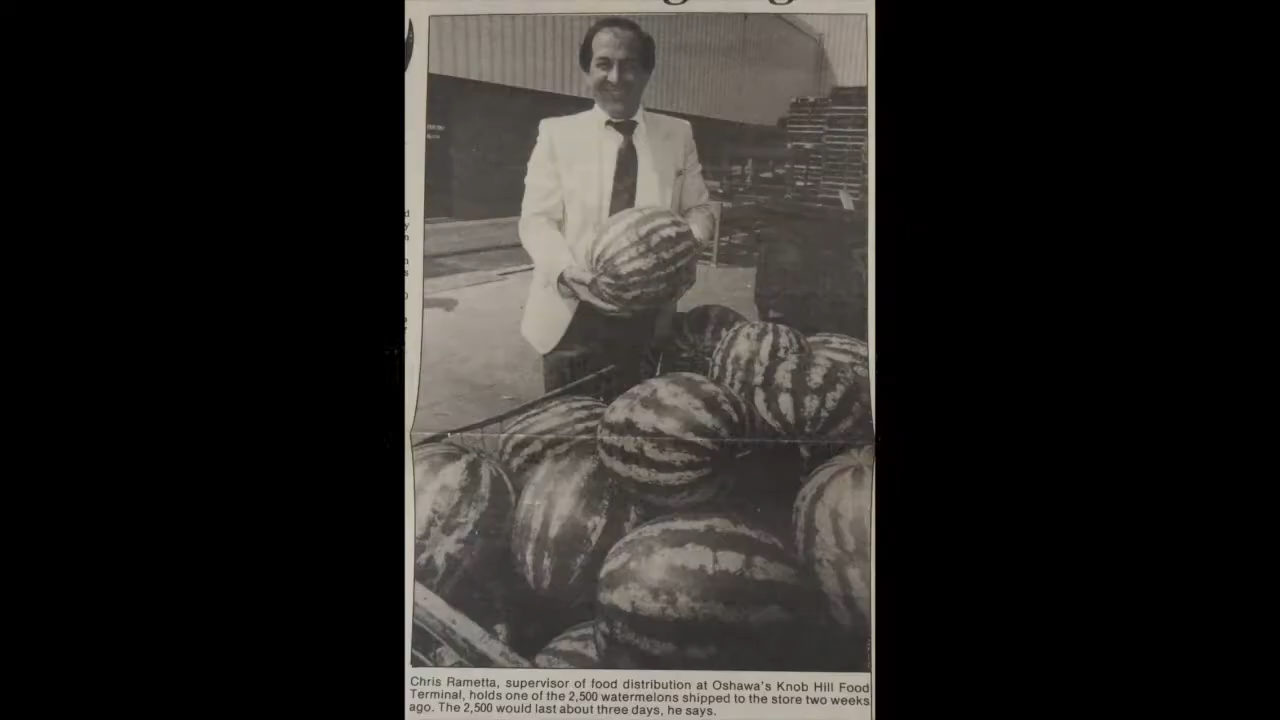 Chris Rametta, supervisor of food distribution at Oshawa's Knob Hill Food
Terminal, holds one of the 2,500 watermelons shipped to the store two weeks
ago. The 2,500 would last about three days, he says.